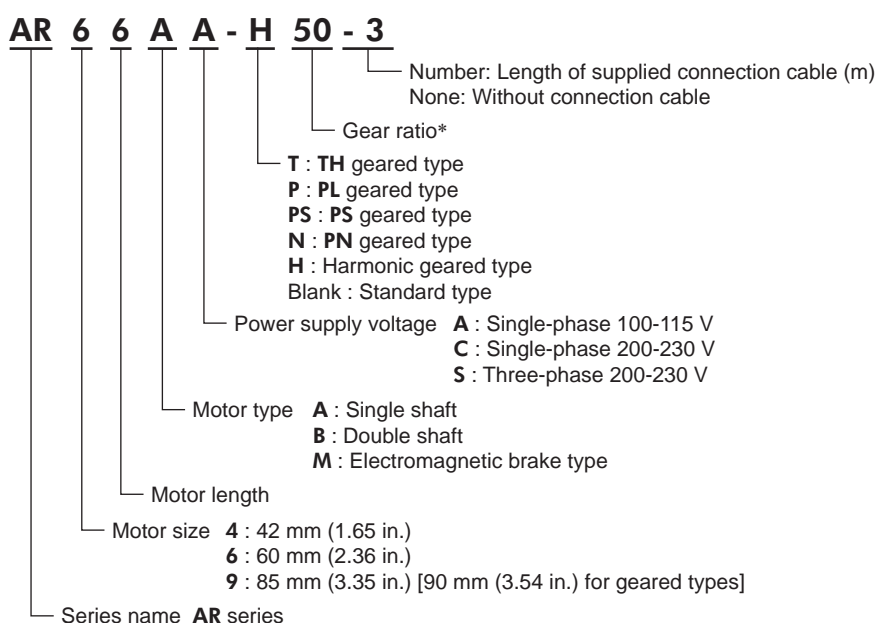 AR 6 6 A A - H 50 - 3
Number: Length of supplied connection cable (m)
None: Without connection cable
Gear ratio*
T : TH geared type
P : PL geared type
PS : PS geared type
N : PN geared type
H : Harmonic geared type
Blank : Standard type
Power supply voltage A : Single-phase 100-115 V
C : Single-phase 200-230 V
S : Three-phase 200-230 V
Motor type A : Single shaft
B : Double shaft
M : Electromagnetic brake type
Motor length
Motor size 4 : 42 mm (1.65 in.)
6 : 60 mm (2.36 in.)
9 : 85 mm (3.35 in.) [90 mm (3.54 in.) for geared types]
Series name AR series